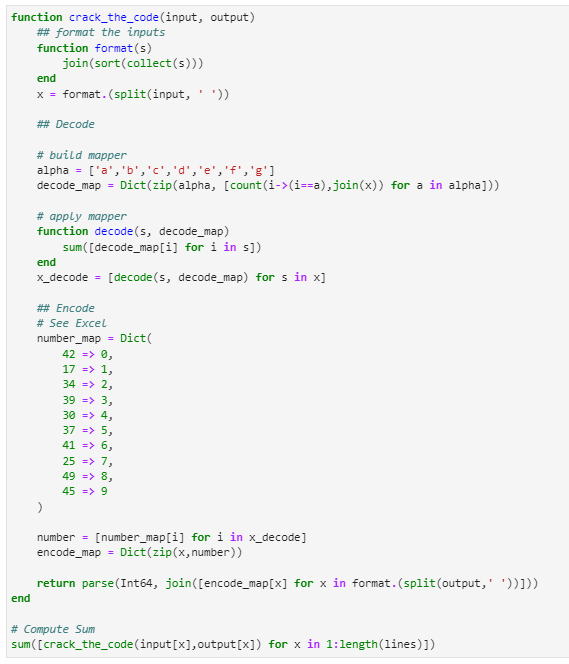 function crack_the_code(input, output)
    ## format the inputs
    function format(s)
        join(sort(collect(s)))
    end
    x = format.(split(input, ' '))

    ## Decode

    # build mapper
    alpha = ['a','b','c','d','e','f','g']
    decode_map = Dict(zip(alpha, [count(i->(i==a),join(x)) for a in alpha]))

    # apply mapper
    function decode(s, decode_map)
        sum([decode_map[i] for i in s])
    end
    x_decode = [decode(s, decode_map) for s in x]

    ## Encode
    # See Excel
    number_map = Dict(
        42 => 0,
        17 => 1,
        34 => 2,
        39 => 3,
        30 => 4,
        37 => 5,
        41 => 6,
        25 => 7,
        49 => 8,
        45 => 9
    )

    number = [number_map[i] for i in x_decode]
    encode_map = Dict(zip(x,number))

    return parse(Int64, join([encode_map[x] for x in format.(split(output,' '))]))
end

# Compute Sum
sum([crack_the_code(input[x],output[x]) for x in 1:length(lines)])